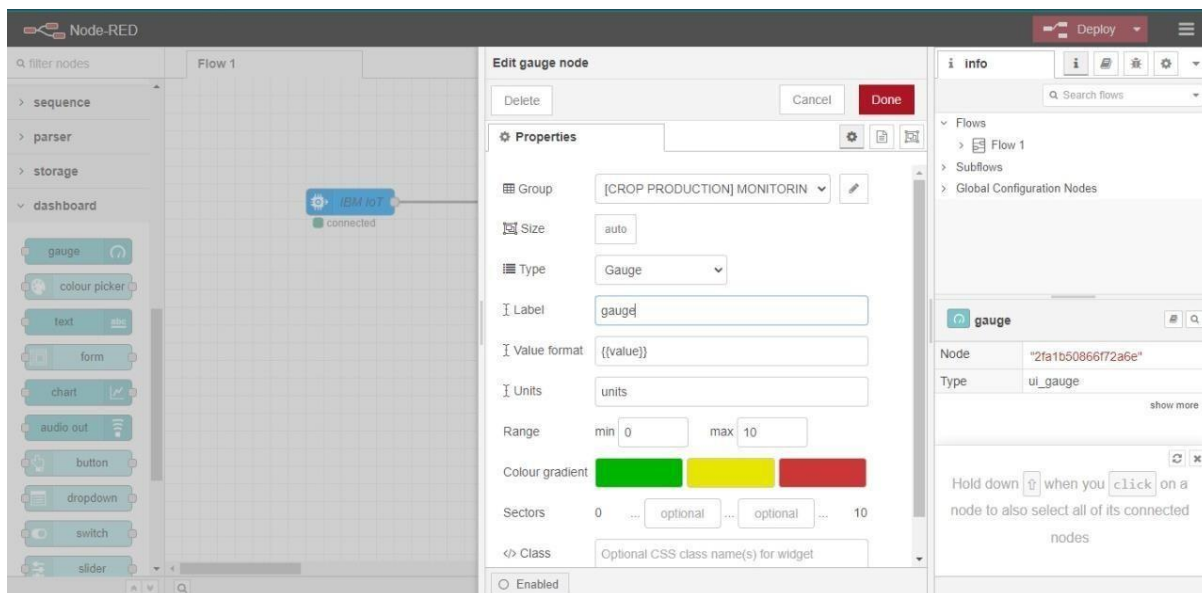 Node-RED
Deploy
filter nodes
sequence
parser
storage
dashboard
gauge
colour picker
text
abc
form
chart
audio out
button
dropdown
switch
slider
Flow 1
IBM IoT
connected
Edit gauge node
Delete
Cancel
Done
Properties
Group
[CROP PRODUCTION] MONITORIN
Size
auto
Type
Gauge
Label
gauge
Value format
{{value}}
Units
units
Range
min 0
max 10
Colour gradient
Sectors
0 ... optional ... optional ... 10
</> Class
Optional CSS class name(s) for widget
Enabled
i info
i
Search flows
Flows
Flow 1
Subflows
Global Configuration Nodes
gauge
Node
"2fa1b50866f72a6e"
Type
ui_gauge
show more
Hold down ⇧ when you click on a
node to also select all of its connected
nodes